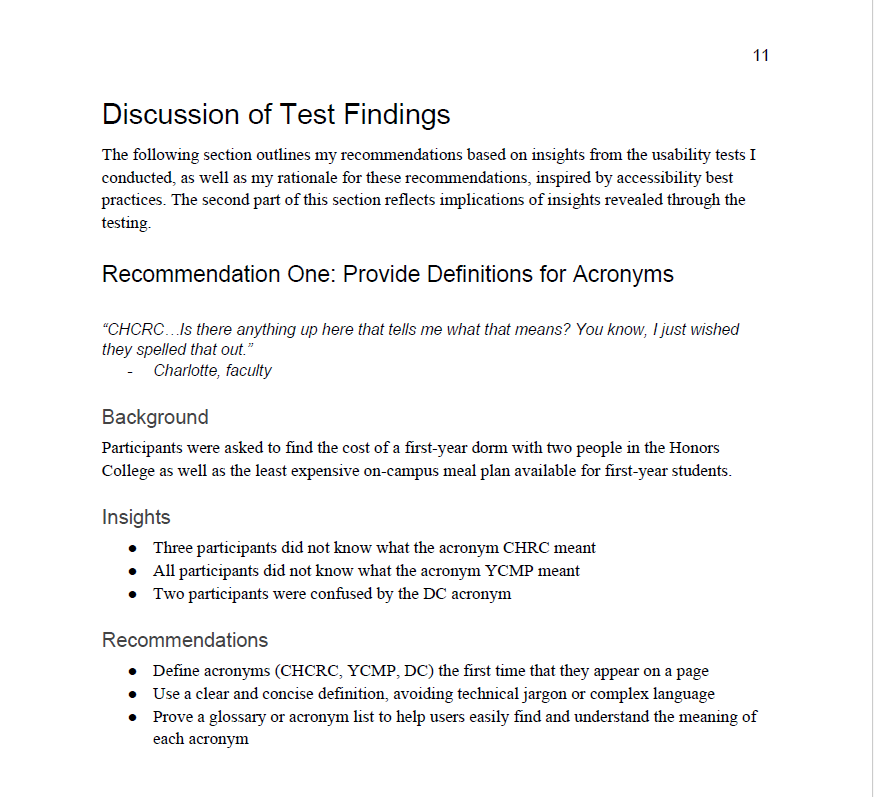 11
Discussion of Test Findings
The following section outlines my recommendations based on insights from the usability tests I
conducted, as well as my rationale for these recommendations, inspired by accessibility best
practices. The second part of this section reflects implications of insights revealed through the
testing.
Recommendation One: Provide Definitions for Acronyms
“CHCRC…Is there anything up here that tells me what that means? You know, I just wished
they spelled that out.”
- Charlotte, faculty
Background
Participants were asked to find the cost of a first-year dorm with two people in the Honors
College as well as the least expensive on-campus meal plan available for first-year students.
Insights
● Three participants did not know what the acronym CHRC meant
● All participants did not know what the acronym YCMP meant
● Two participants were confused by the DC acronym
Recommendations
● Define acronyms (CHCRC, YCMP, DC) the first time that they appear on a page
● Use a clear and concise definition, avoiding technical jargon or complex language
● Prove a glossary or acronym list to help users easily find and understand the meaning of
each acronym